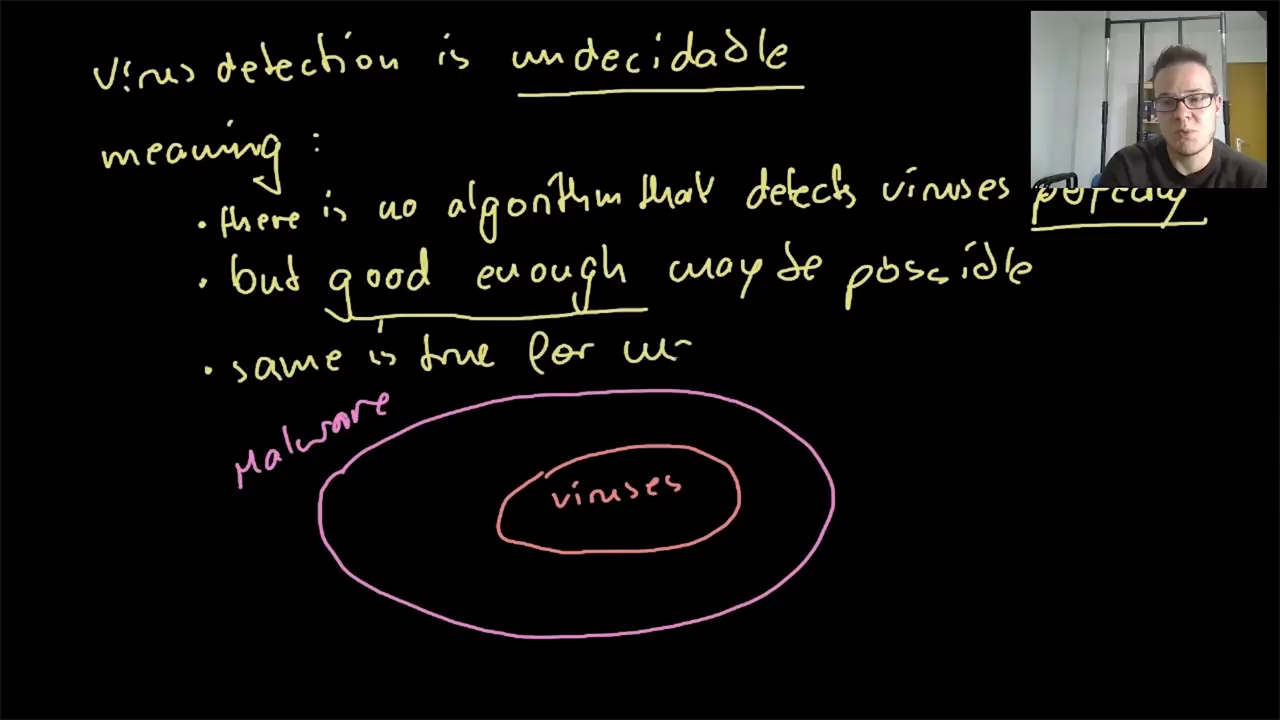 Virus detection is undecidable
meaning :
• there is no algorithm that detects viruses perfectly
• but good enough may be possible
• same is true for
Malware
viruses